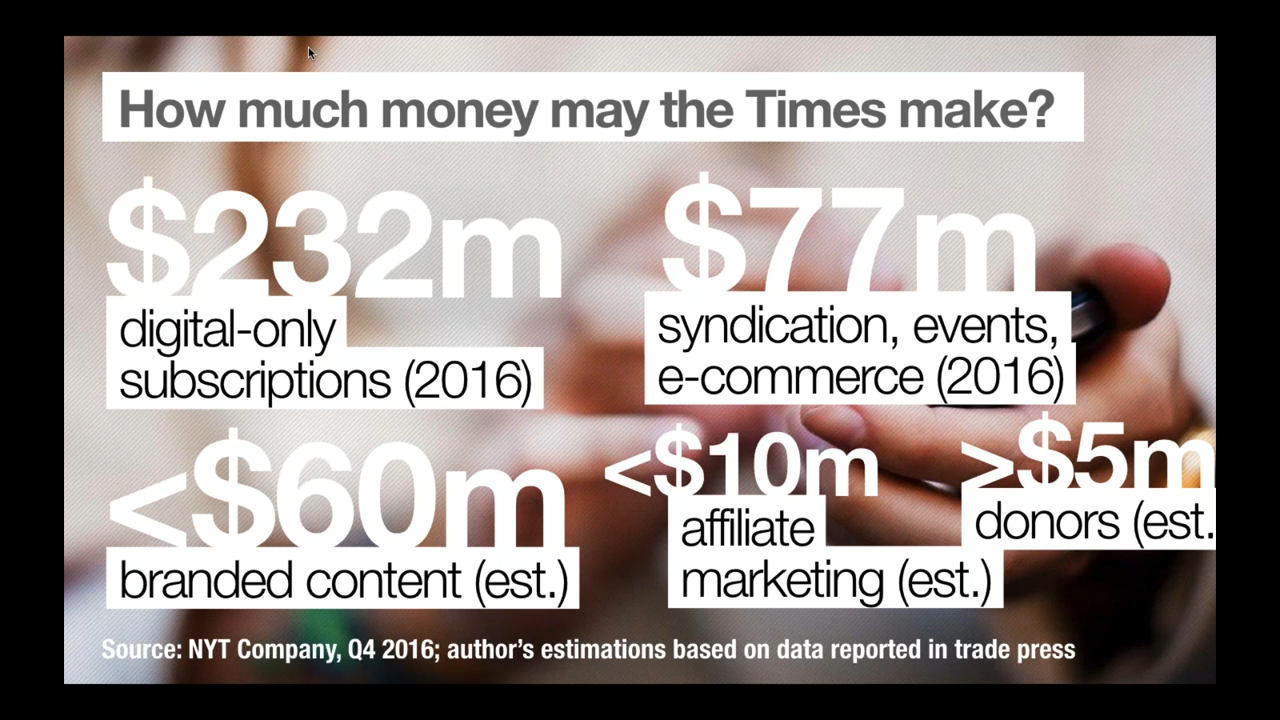 How much money may the Times make?
$232m
digital-only
subscriptions (2016)
$77m
syndication, events,
e-commerce (2016)
<$60m
branded content (est.)
<$10m
affiliate
marketing (est.)
>$5m
donors (est.
Source: NYT Company, Q4 2016; author’s estimations based on data reported in trade press